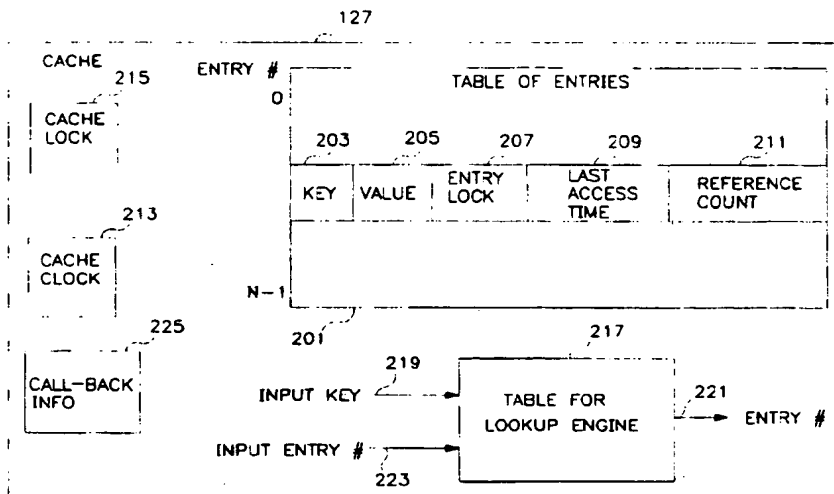 127
CACHE
215
CACHE
LOCK
213
CACHE
CLOCK
225
CALL-BACK
INFO
ENTRY #
0
TABLE OF ENTRIES
203
205
207
209
211
KEY
VALUE
ENTRY
LOCK
LAST
ACCESS
TIME
REFERENCE
COUNT
N-1
201
217
INPUT KEY
219
TABLE FOR
LOOKUP ENGINE
221
ENTRY #
INPUT ENTRY #
223